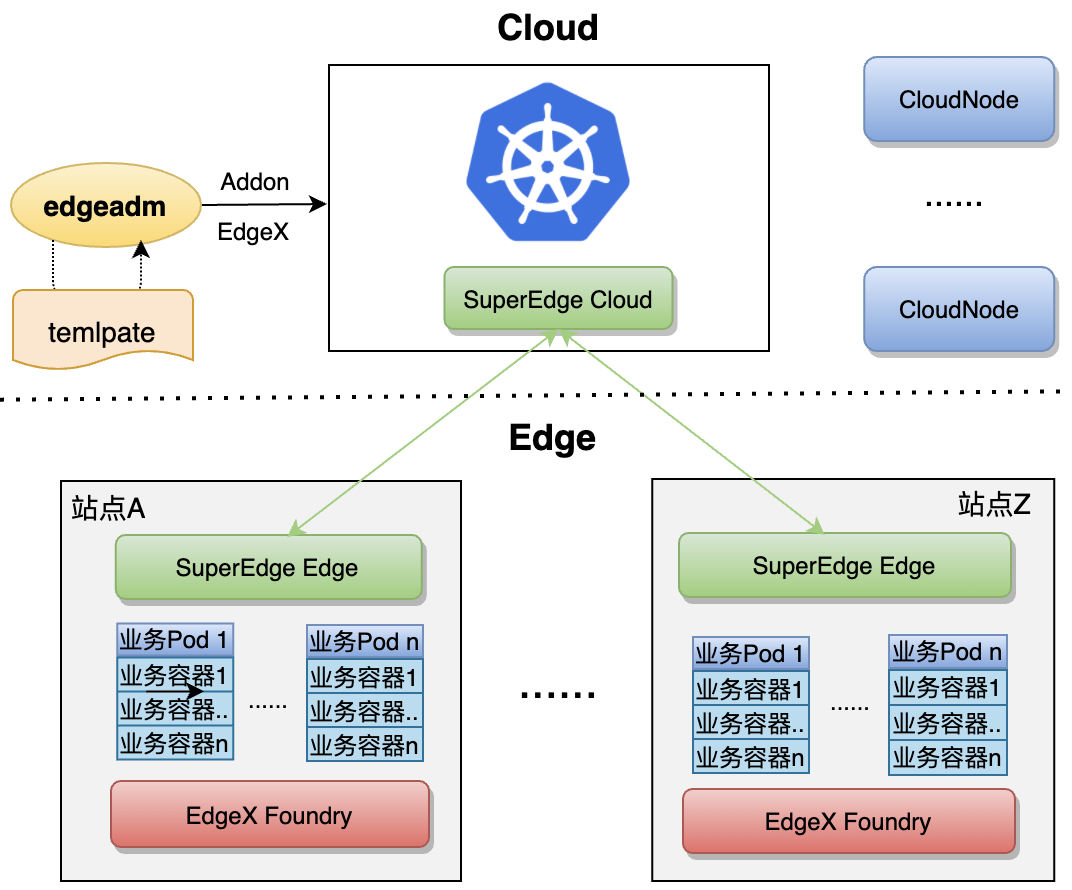 Cloud
CloudNode
Addon
edgeadm
EdgeX
......
SuperEdge Cloud
CloudNode
temlpate
Edge
站点A
站点Z
SuperEdge Edge
SuperEdge Edge
业务Pod 1
业务容器1
业务容器..
业务容器n
......
业务Pod n
业务容器1
业务容器..
业务容器n
......
业务Pod 1
业务容器1
业务容器..
业务容器n
......
业务Pod n
业务容器1
业务容器..
业务容器n
EdgeX Foundry
EdgeX Foundry